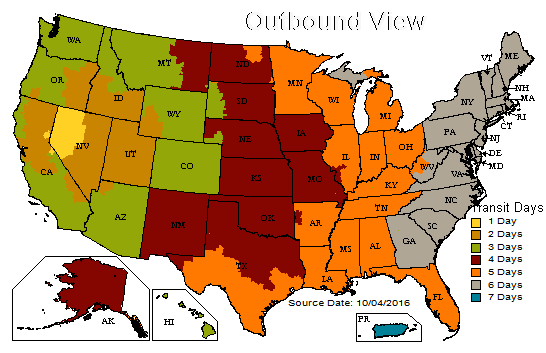 Outbound View
WA
MT
ND
MN
VT
ME
OR
ID
SD
WI
MI
NY
NH
MA
RI
CT
WY
NE
IA
PA
NJ
DE
MD
NV
UT
CA
CO
KS
MO
IL
IN
OH
WV
VA
KY
NC
TN
SC
AZ
NM
OK
AR
TX
MS
AL
GA
LA
FL
AK
HI
PR
Transit Days
1 Day
2 Days
3 Days
4 Days
5 Days
6 Days
7 Days
Source Date: 10/04/2016